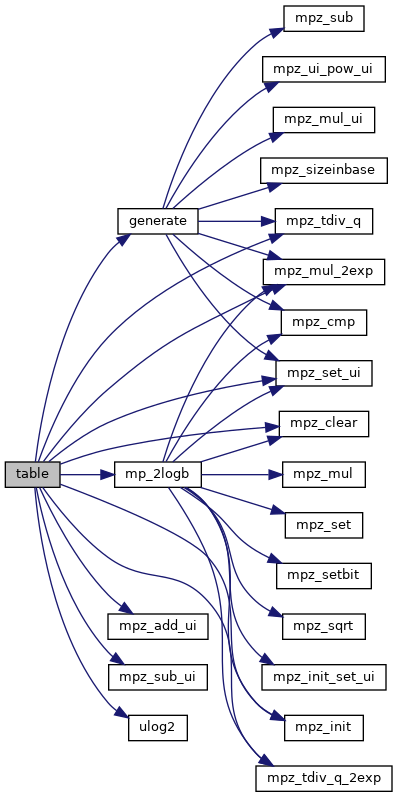 mpz_sub
mpz_ui_pow_ui
mpz_mul_ui
mpz_sizeinbase
generate
mpz_tdiv_q
mpz_mul_2exp
mpz_cmp
mpz_set_ui
mpz_clear
table
mp_2logb
mpz_mul
mpz_set
mpz_setbit
mpz_add_ui
mpz_sqrt
mpz_sub_ui
mpz_init_set_ui
ulog2
mpz_init
mpz_tdiv_q_2exp